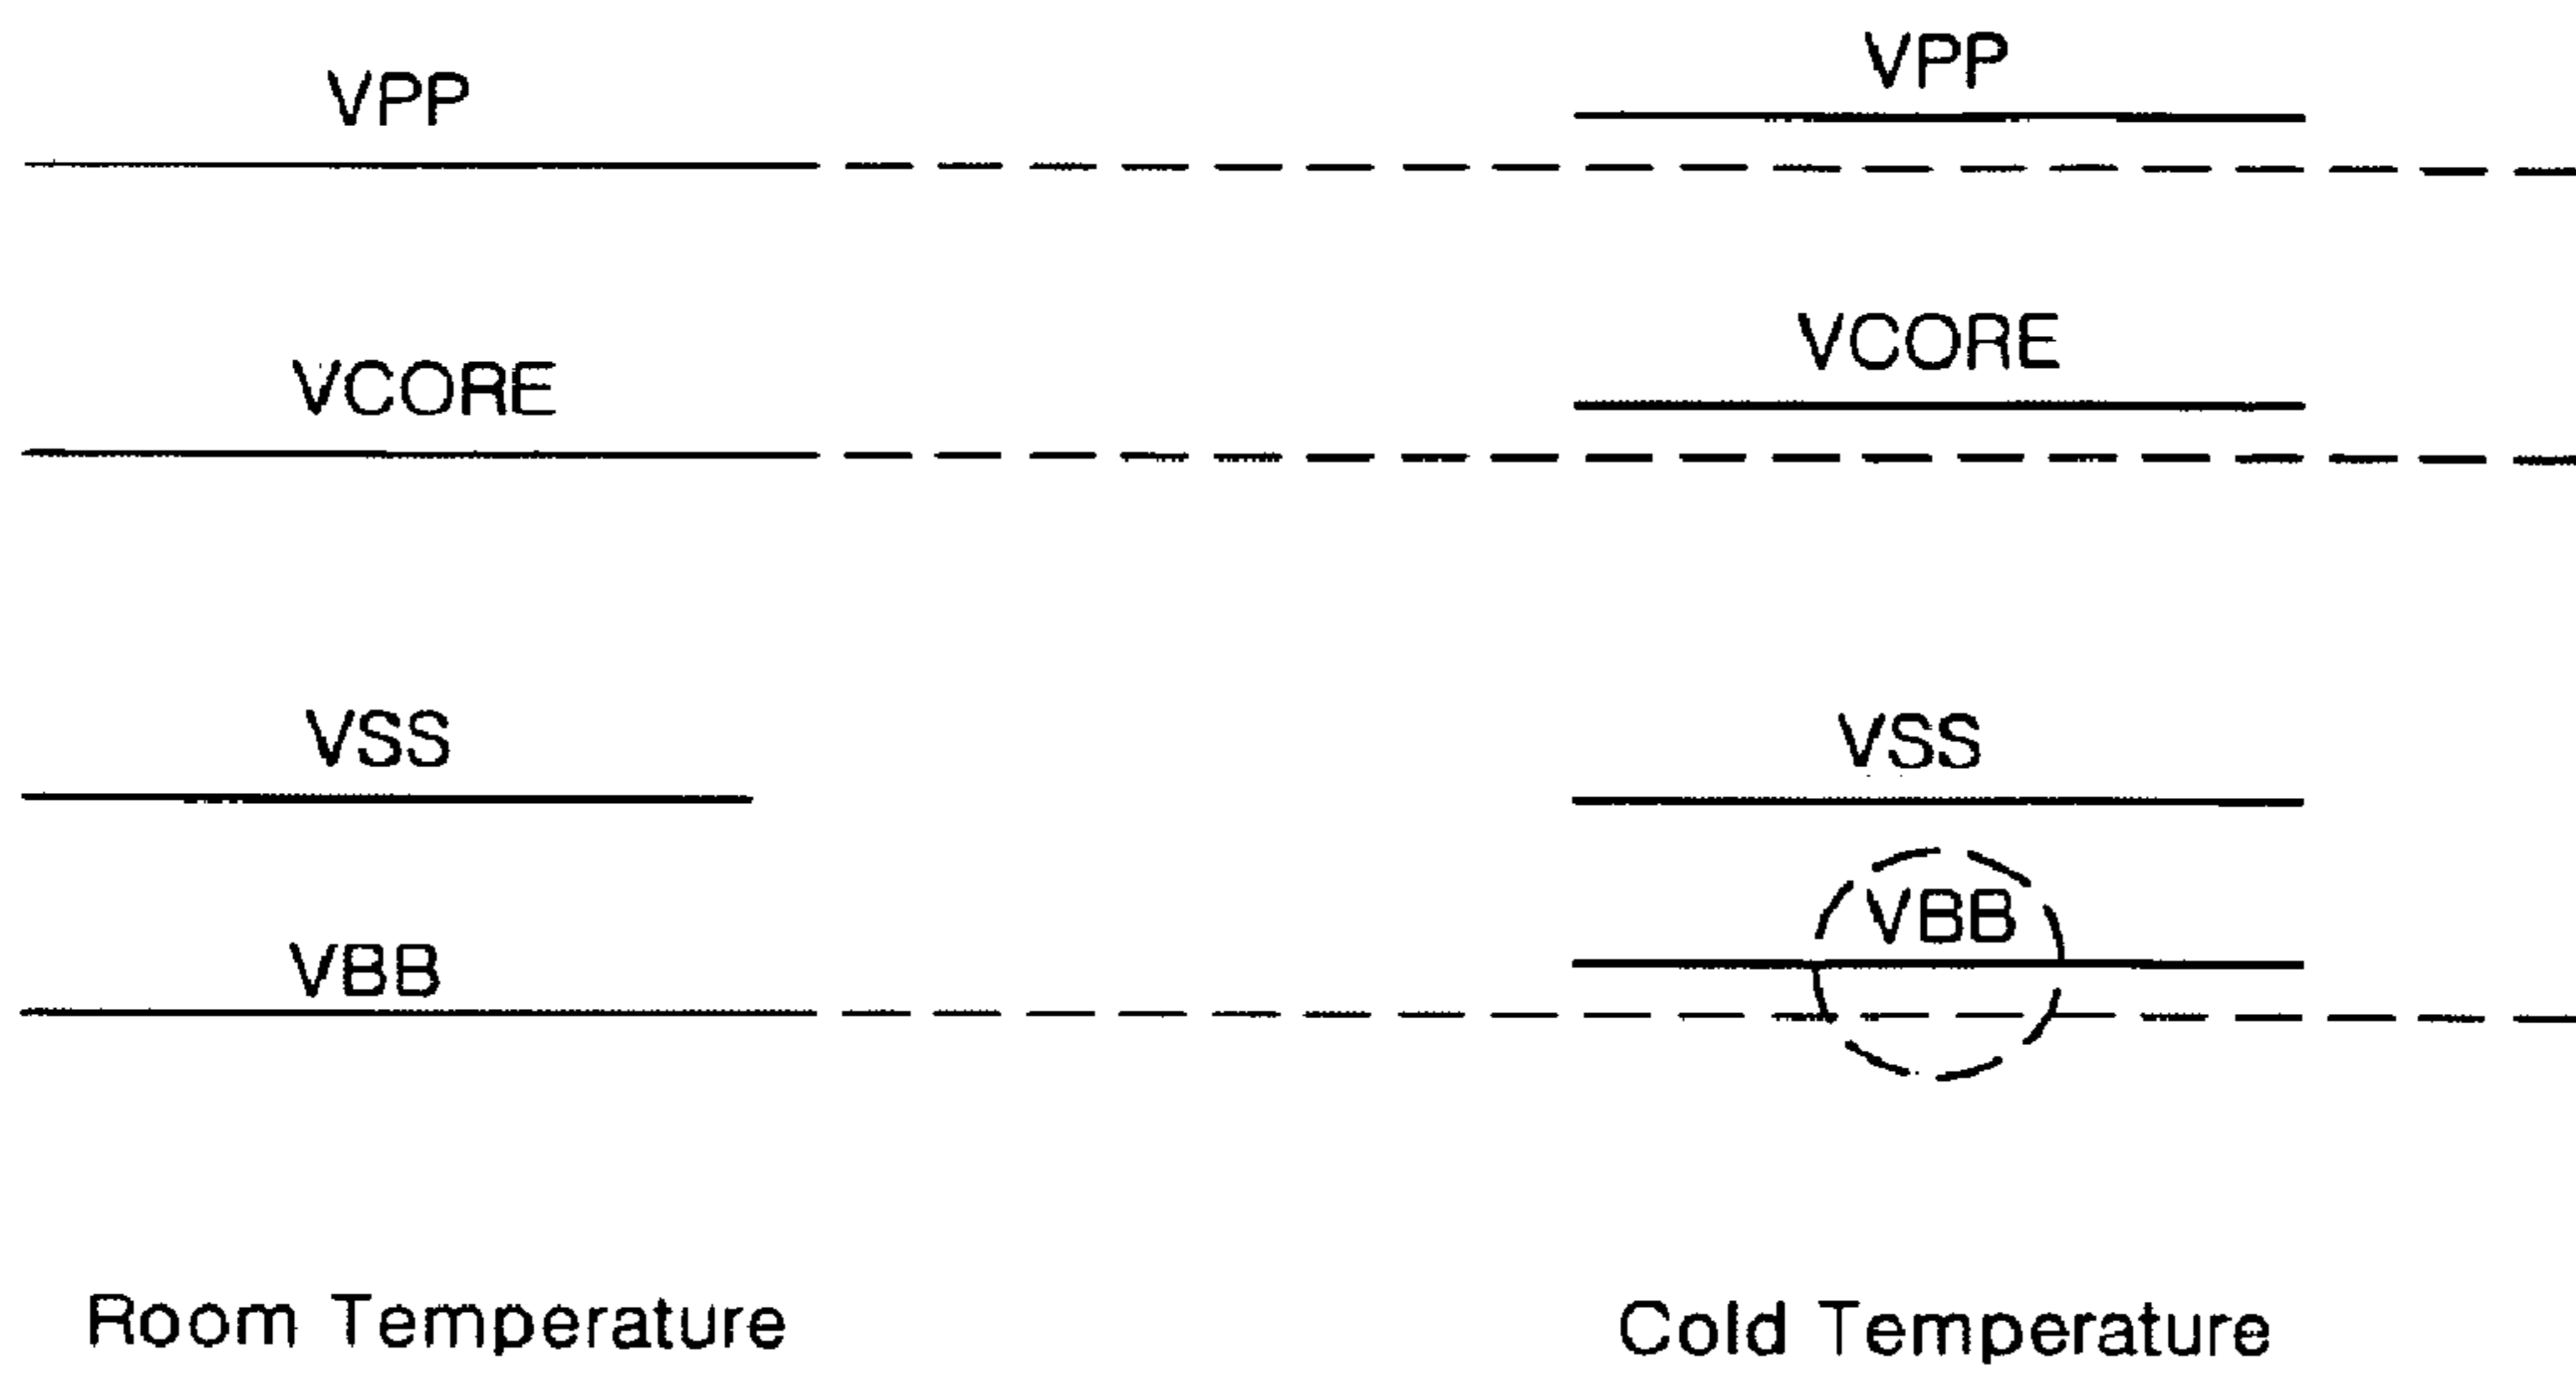 VPP
VPP
VCORE
VCORE
VSS
VSS
VBB
VBB
Room Temperature
Cold Temperature